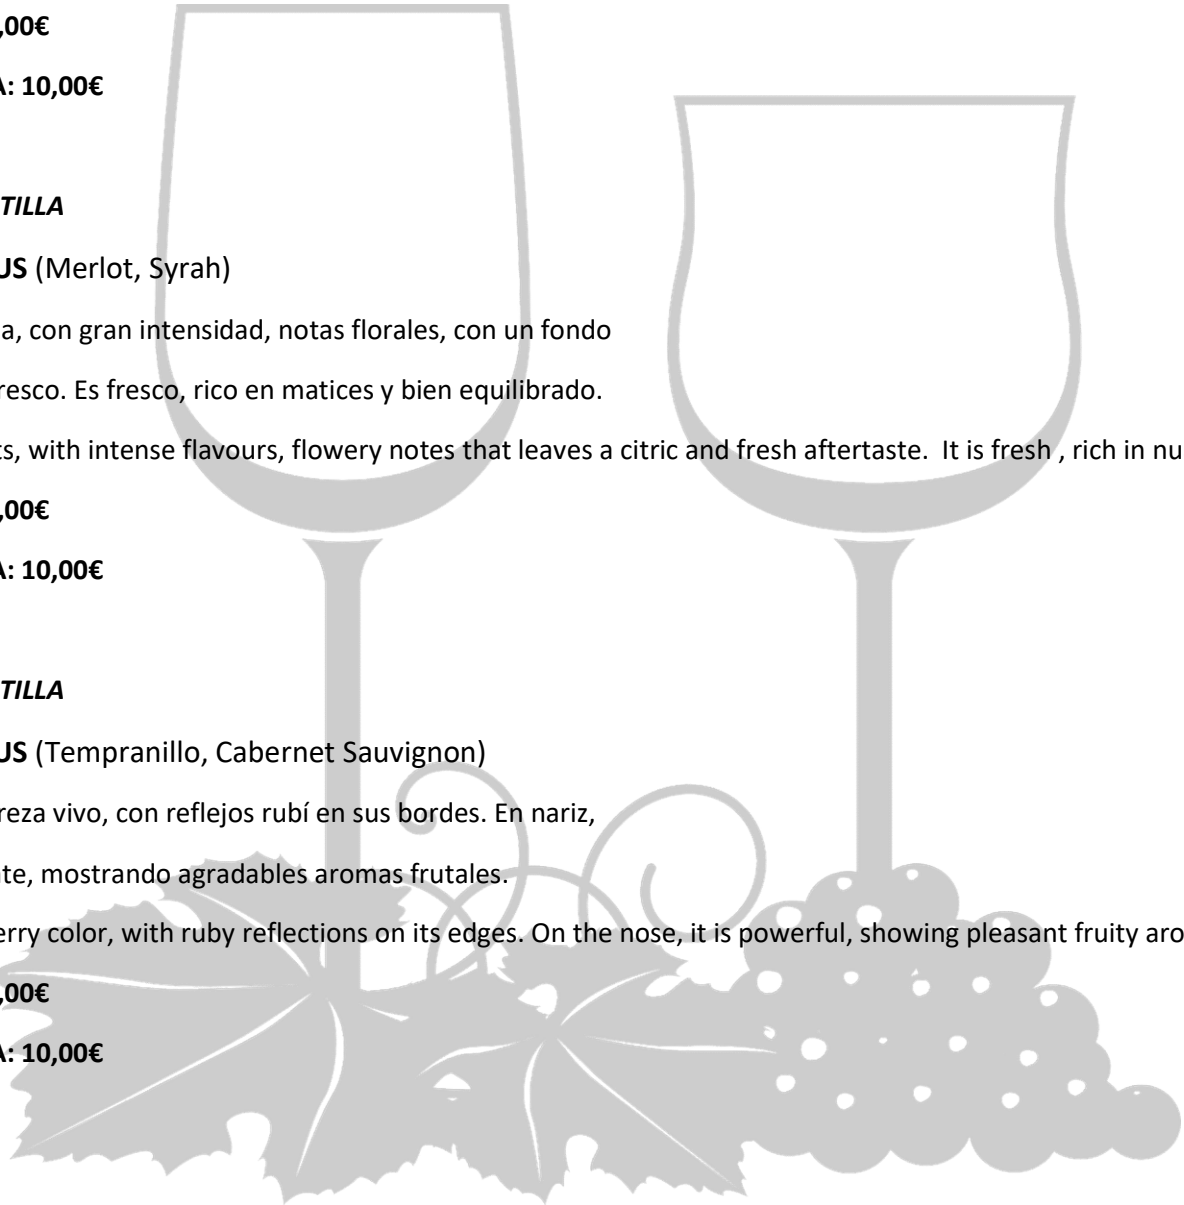 ,00€
A: 10,00€
TILLA
US (Merlot, Syrah)
a, con gran intensidad, notas florales, con un fondo
resco. Es fresco, rico en matices y bien equilibrado.
ts, with intense flavours, flowery notes that leaves a citric and fresh aftertaste. It is fresh , rich in nu
,00€
A: 10,00€
TILLA
US (Tempranillo, Cabernet Sauvignon)
reza vivo, con reflejos rubí en sus bordes. En nariz,
te, mostrando agradables aromas frutales.
erry color, with ruby reflections on its edges. On the nose, it is powerful, showing pleasant fruity aro
,00€
A: 10,00€